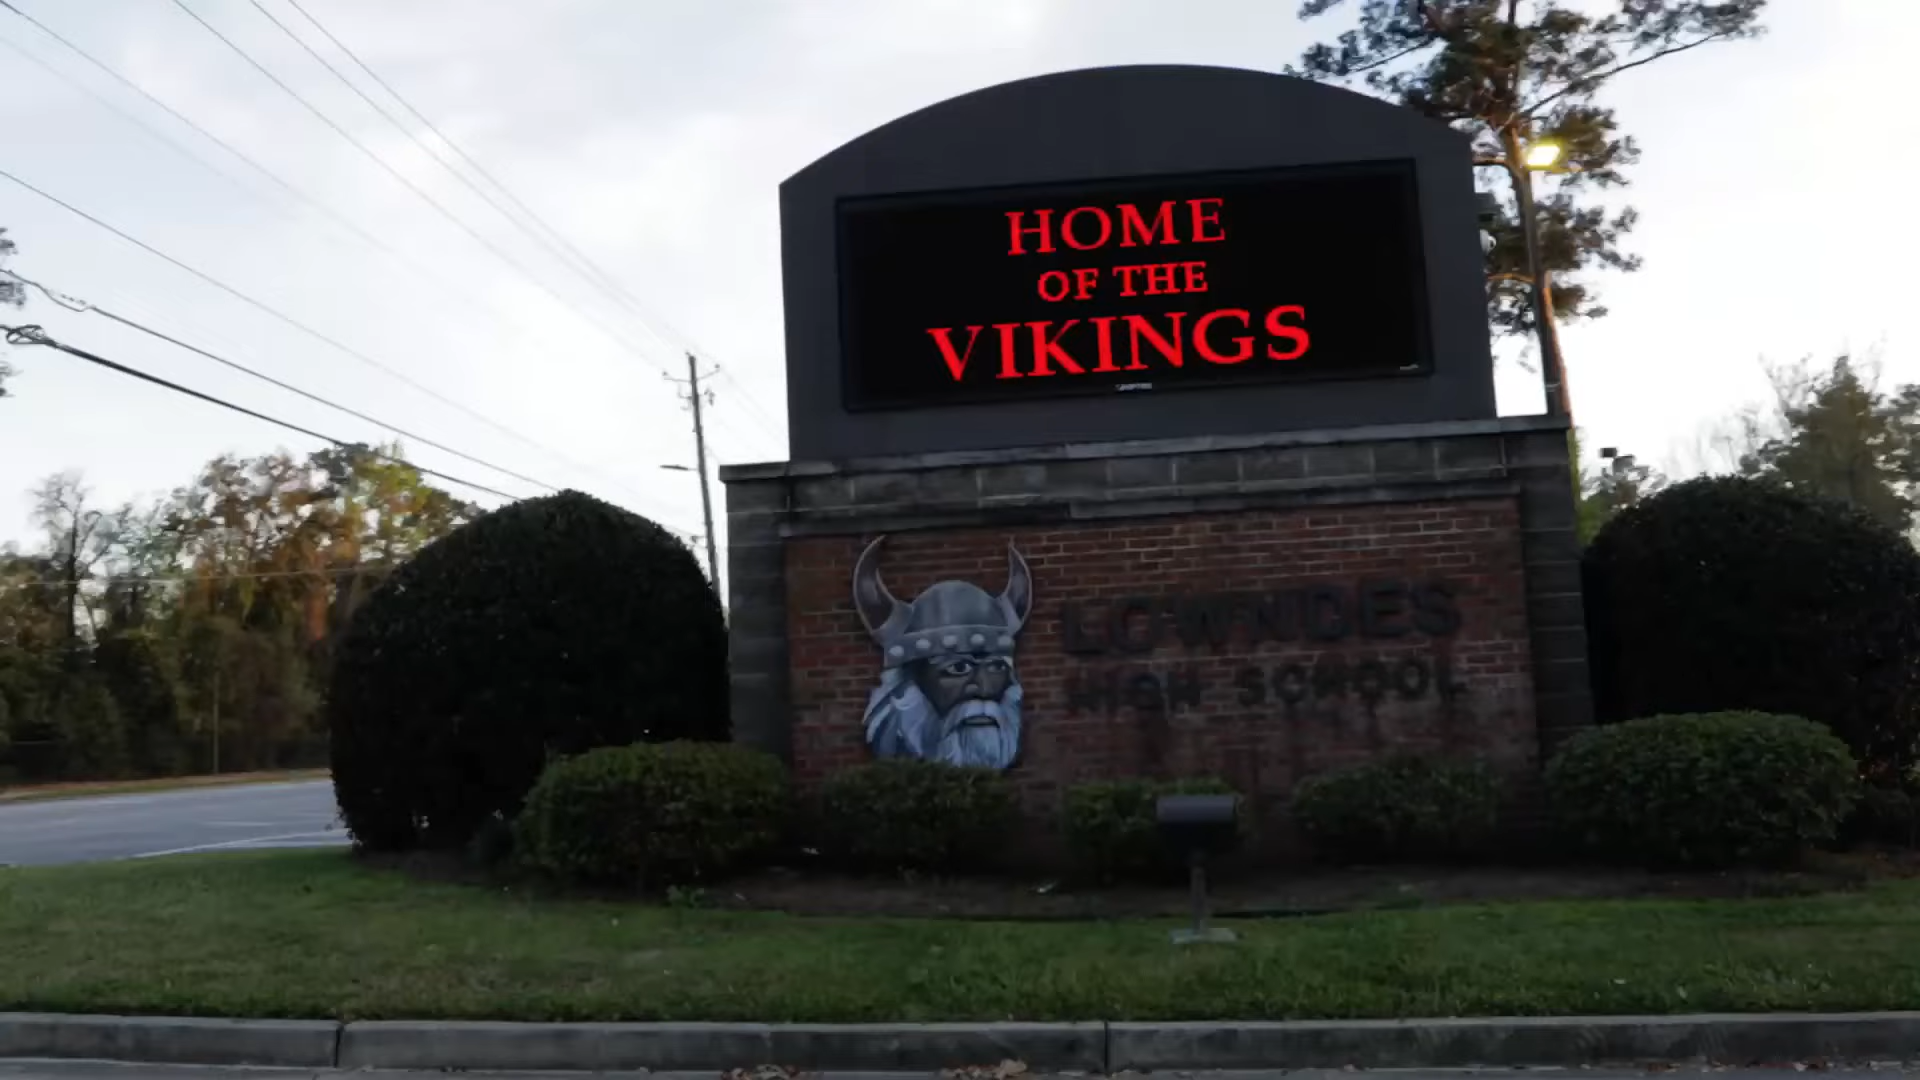 HOME
OF THE
VIKINGS
LOWNDES
HIGH SCHOOL